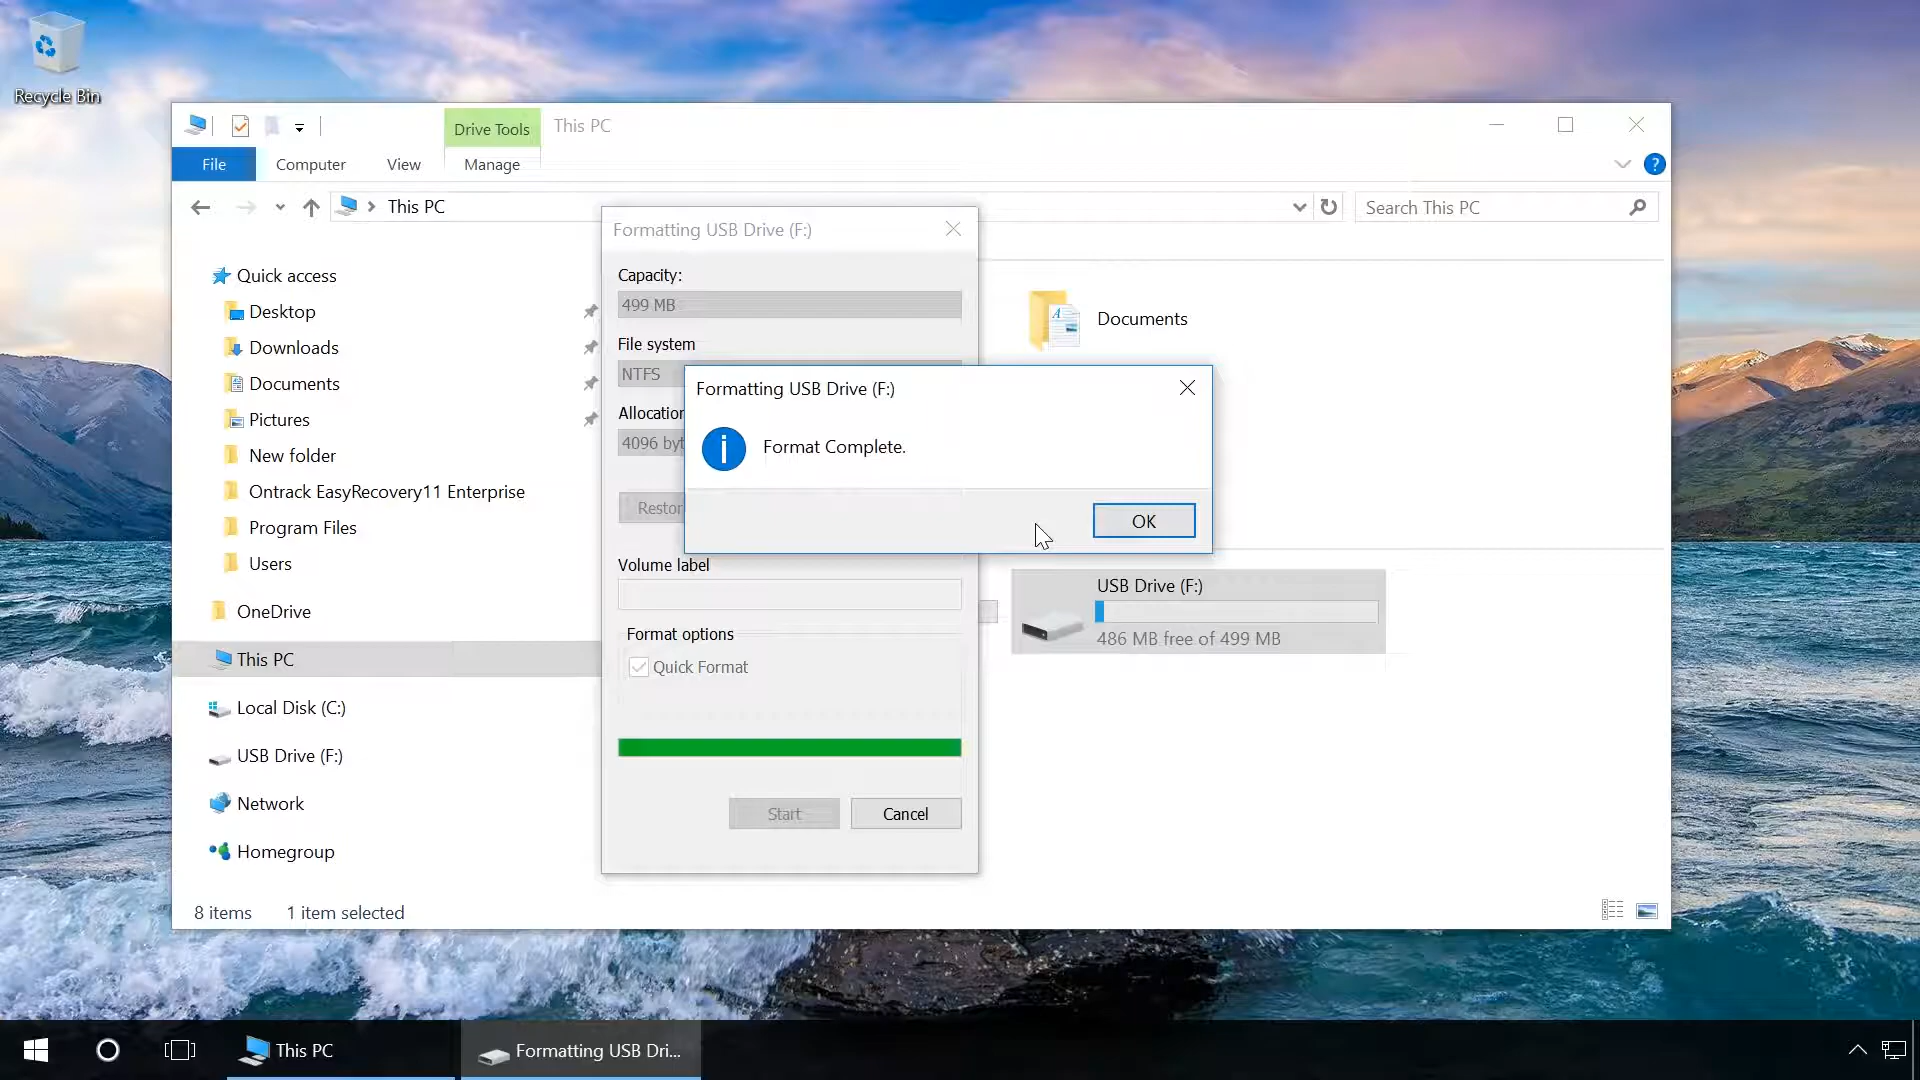 Recycle Bin
Drive Tools
This PC
File
Computer
View
Manage
This PC
Search This PC
Quick access
Desktop
Downloads
Documents
Pictures
New folder
Ontrack EasyRecovery11 Enterprise
Program Files
Users
OneDrive
This PC
Local Disk (C:)
USB Drive (F:)
Network
Homegroup
8 items
1 item selected
Formatting USB Drive (F:)
Capacity:
499 MB
File system
NTFS
Allocation
4096 byt
Restor
Volume label
Format options
Quick Format
Start
Cancel
Formatting USB Drive (F:)
Format Complete.
OK
Documents
USB Drive (F:)
486 MB free of 499 MB
This PC
Formatting USB Dri...